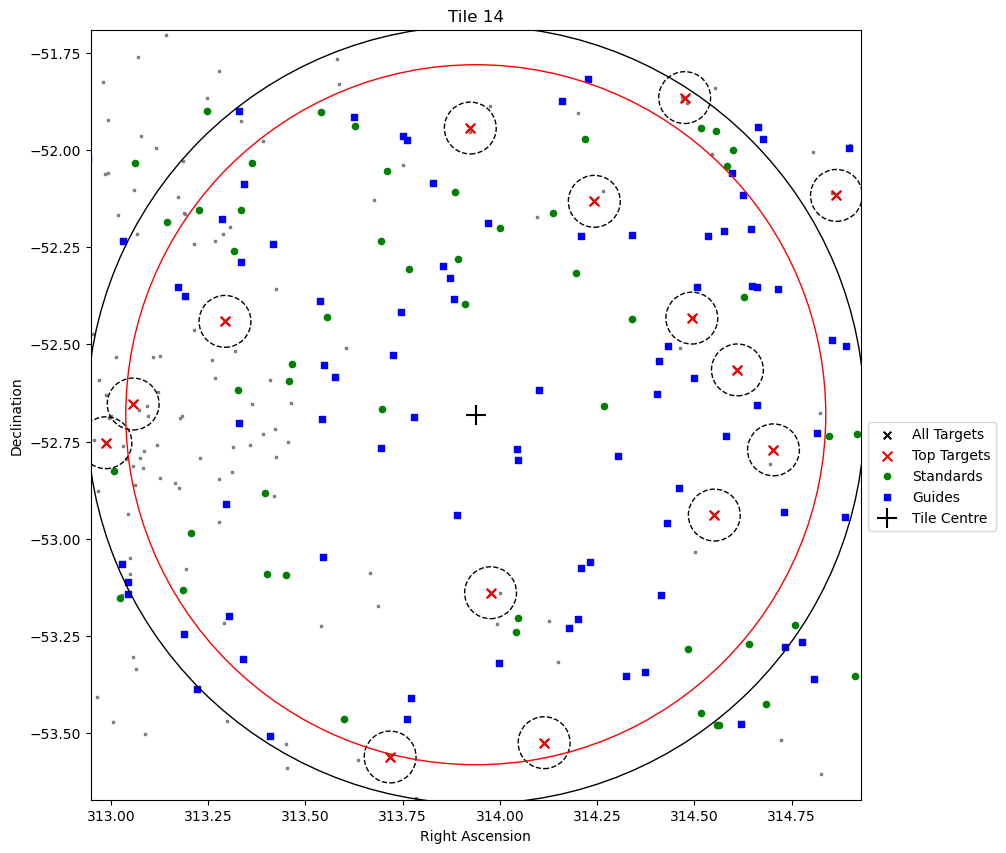 Tile 14
−51.75
−52.00
−52.25
−52.50
−52.75
−53.00
−53.25
−53.50
Declination
313.00 313.25 313.50 313.75 314.00 314.25 314.50 314.75
Right Ascension
All Targets
Top Targets
Standards
Guides
Tile Centre